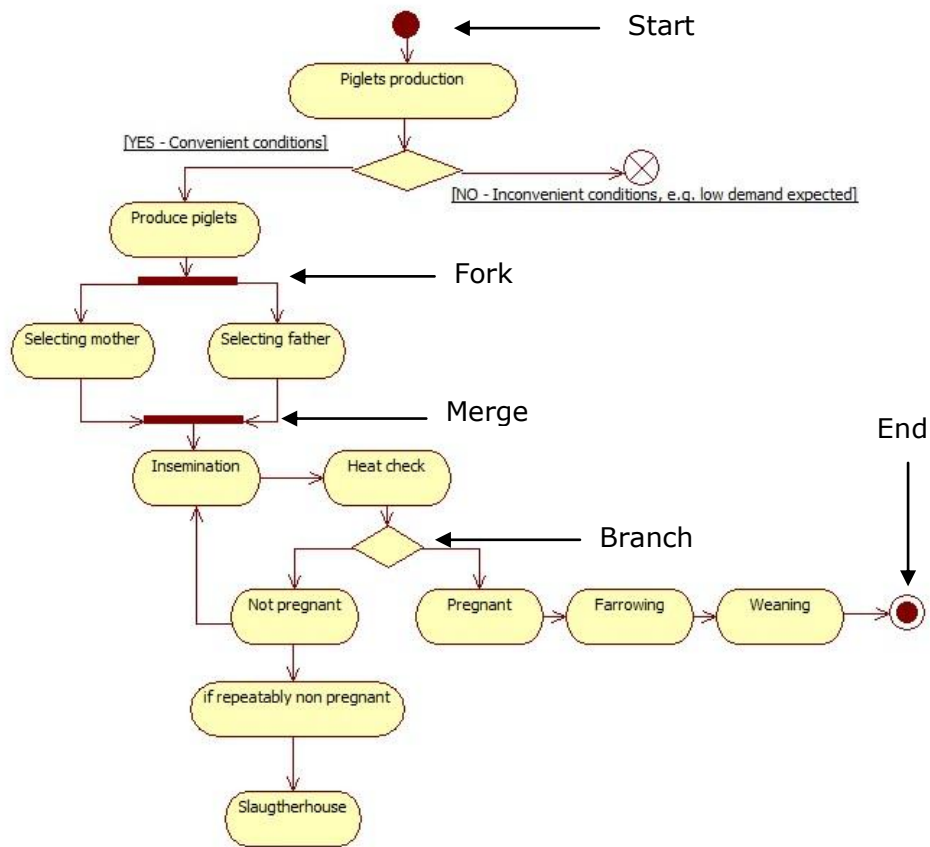 Start
Piglets production
[YES - Convenient conditions]
[NO - Inconvenient conditions, e.g. low demand expected]
Produce piglets
Fork
Selecting mother
Selecting father
Merge
End
Insemination
Heat check
Branch
Not pregnant
Pregnant
Farrowing
Weaning
if repeatably non pregnant
Slaugtherhouse